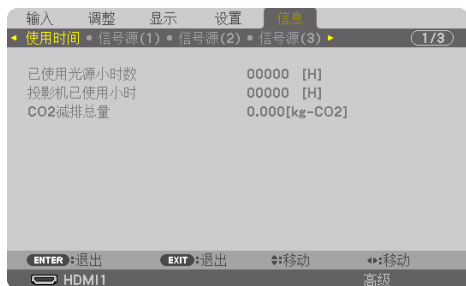 输入 调整 显示 设置 信息
◂ 使用时间 • 信号源(1) • 信号源(2) • 信号源(3) ▸ (1/3)
已使用光源小时数 00000 [H]
投影机已使用小时 00000 [H]
CO2减排总量 0.000[kg-CO2]
ENTER:退出 EXIT:退出 ◆:移动 ◂▸:移动
HDMI1 高级